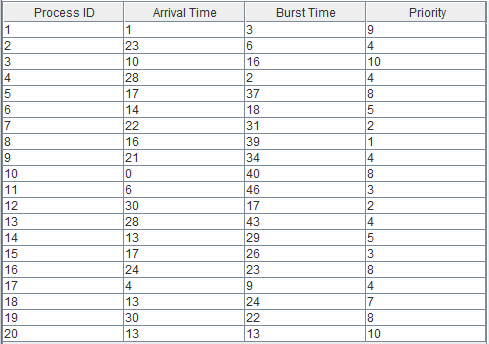 Process ID Arrival Time Burst Time Priority
1 1 3 9
2 23 6 4
3 10 16 10
4 28 2 4
5 17 37 8
6 14 18 5
7 22 31 2
8 16 39 1
9 21 34 4
10 0 40 8
11 6 46 3
12 30 17 2
13 28 43 4
14 13 29 5
15 17 26 3
16 24 23 8
17 4 9 4
18 13 24 7
19 30 22 8
20 13 13 10